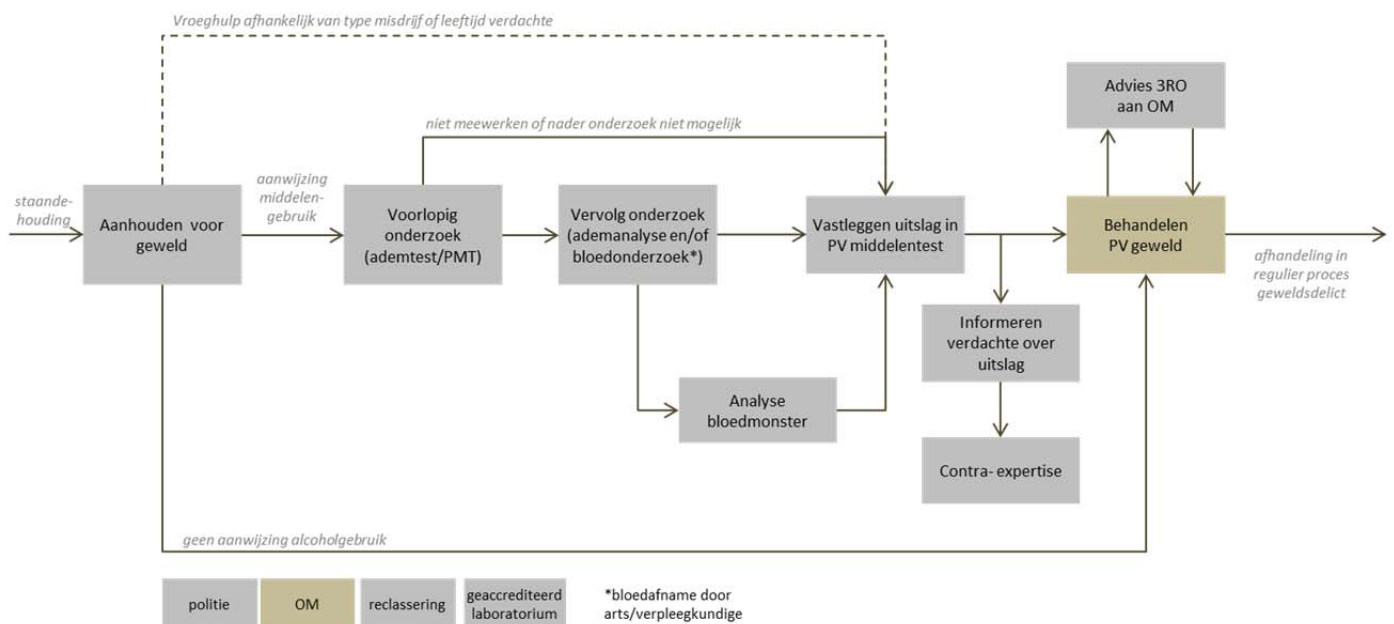 Vroeghulp afhankelijk van type misdrijf of leeftijd verdachte
Advies 3RO
aan OM
niet meewerken of nader onderzoek niet mogelijk
staande-
houding
Aanhouden voor
geweld
aanwijzing
middelen-
gebruik
Voorlopig
onderzoek
(ademtest/PMT)
Vervolg onderzoek
(ademanalyse en/of
bloedonderzoek*)
Vastleggen uitslag in
PV middelentest
Behandelen
PV geweld
afhandeling in
regulier proces
geweldsdelict
Informeren
verdachte over
uitslag
Analyse
bloedmonster
Contra- expertise
geen aanwijzing alcoholgebruik
politie
OM
reclassering
geaccrediteerd
laboratorium
*bloedafname door
arts/verpleegkundige